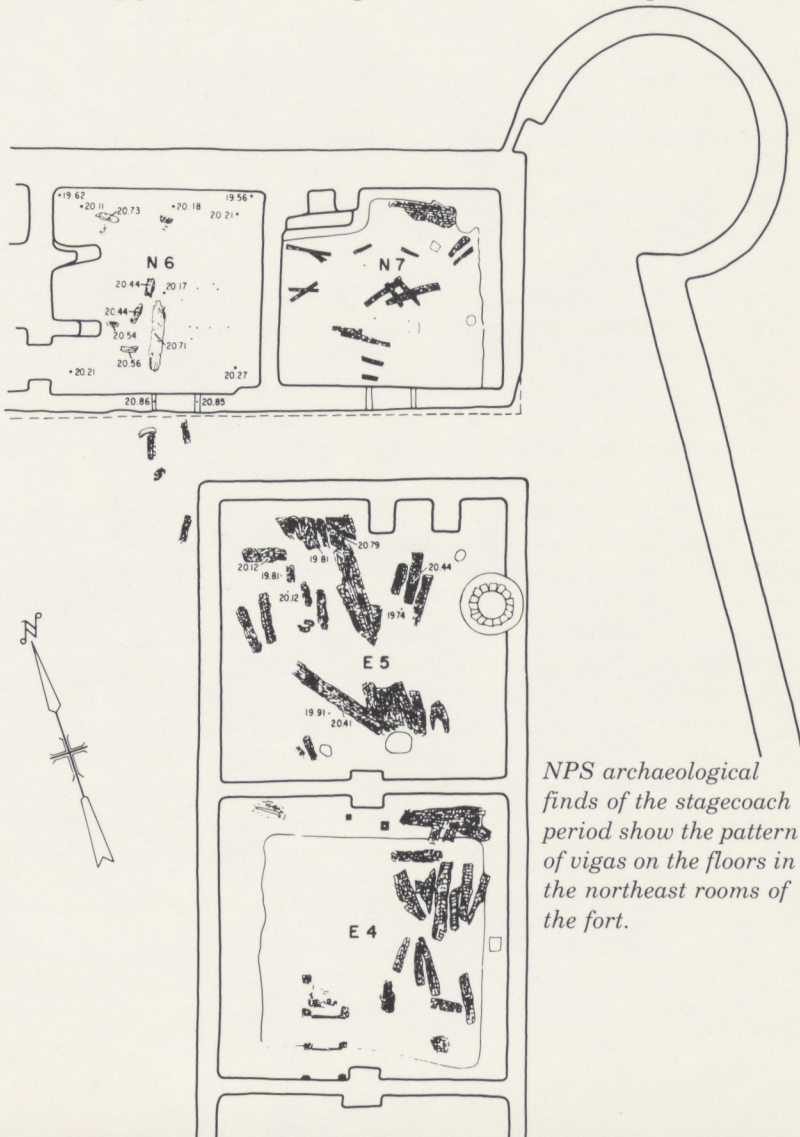 19.62
19.56
20.11
20.73
20.18
20.21
N 6
N 7
20.44
20.17
20.44
20.54
20.71
20.56
20.21
20.27
20.86
20.85
20.79
19.81
20.12
20.44
19.81
20.12
19.74
N
E 5
19.91
20.41
NPS archaeological
finds of the stagecoach
period show the pattern
of vigas on the floors in
the northeast rooms of
the fort.
E 4